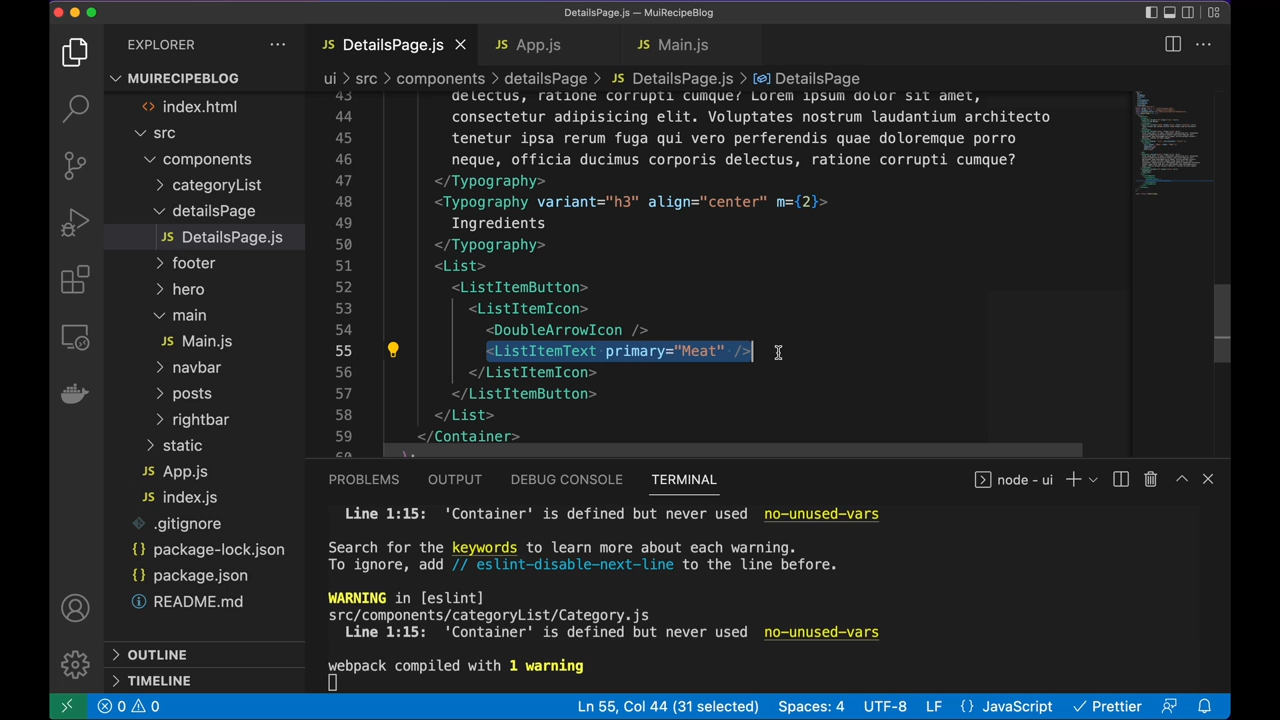 DetailsPage.js — MuiRecipeBlog
EXPLORER
MUIRECIPEBLOG
index.html
src
components
categoryList
detailsPage
JS DetailsPage.js
footer
hero
main
JS Main.js
navbar
posts
rightbar
static
JS App.js
JS index.js
.gitignore
{} package-lock.json
{} package.json
README.md
OUTLINE
TIMELINE
JS DetailsPage.js
JS App.js
JS Main.js
ui > src > components > detailsPage > JS DetailsPage.js > DetailsPage
43 delectus, ratione corrupti cumque? Lorem ipsum dolor sit amet,
44 consectetur adipisicing elit. Voluptates nostrum laudantium architecto
45 tenetur ipsa rerum fuga qui vero perferendis quae doloremque porro
46 neque, officia ducimus corporis delectus, ratione corrupti cumque?
47 </Typography>
48 <Typography variant="h3" align="center" m={2}>
49 Ingredients
50 </Typography>
51 <List>
52 <ListItemButton>
53 <ListItemIcon>
54 <DoubleArrowIcon />
55 <ListItemText primary="Meat" />
56 </ListItemIcon>
57 </ListItemButton>
58 </List>
59 </Container>
60 );
PROBLEMS OUTPUT DEBUG CONSOLE TERMINAL
node - ui
Line 1:15: 'Container' is defined but never used no-unused-vars
Search for the keywords to learn more about each warning.
To ignore, add // eslint-disable-next-line to the line before.
WARNING in [eslint]
src/components/categoryList/Category.js
Line 1:15: 'Container' is defined but never used no-unused-vars
webpack compiled with 1 warning
0 0
Ln 55, Col 44 (31 selected)
Spaces: 4
UTF-8
LF
{} JavaScript
Prettier